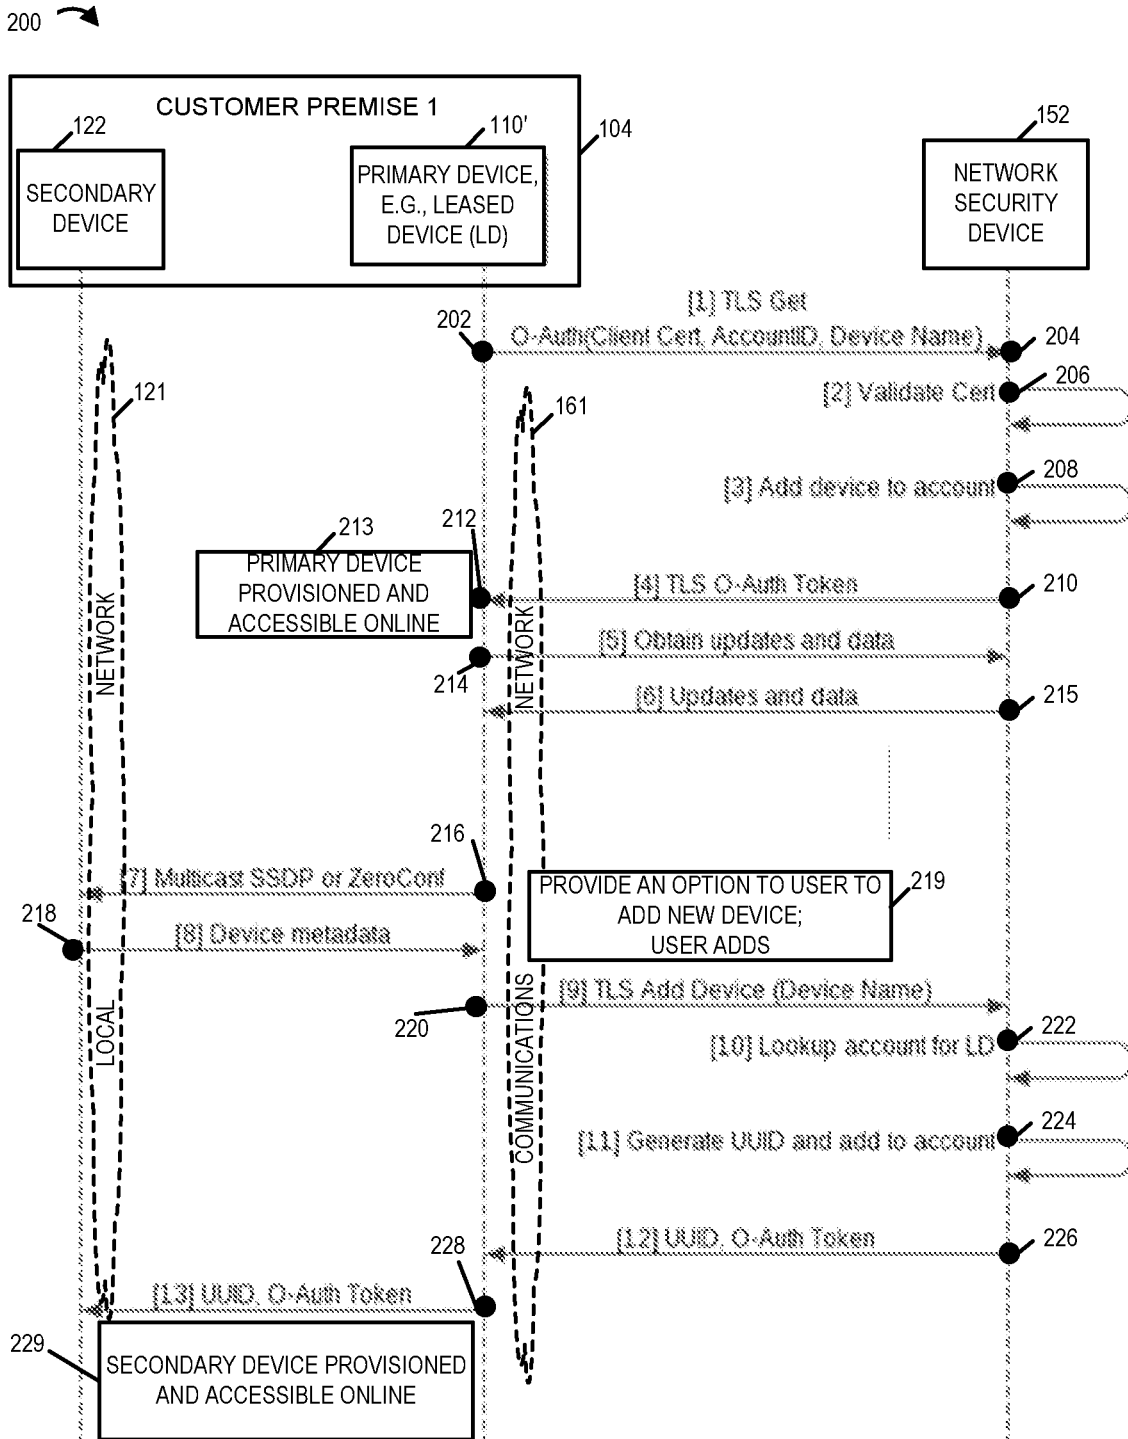 200
CUSTOMER PREMISE 1
122
110'
104
152
SECONDARY
DEVICE
PRIMARY DEVICE,
E.G., LEASED
DEVICE (LD)
NETWORK
SECURITY
DEVICE
[1] TLS Get
O-Auth(Client Cert, AccountID, Device Name)
202
204
121
161
[2] Validate Cert
206
[3] Add device to account
208
213
212
PRIMARY DEVICE
PROVISIONED AND
ACCESSIBLE ONLINE
[4] TLS O-Auth Token
210
[5] Obtain updates and data
214
[6] Updates and data
215
LOCAL NETWORK
COMMUNICATIONS NETWORK
216
[7] Multicast SSDP or ZeroConf
218
[8] Device metadata
PROVIDE AN OPTION TO USER TO
ADD NEW DEVICE;
USER ADDS
219
[9] TLS Add Device (Device Name)
220
[10] Lookup account for LD
222
[11] Generate UUID and add to account
224
[12] UUID, O-Auth Token
226
228
[13] UUID, O-Auth Token
229
SECONDARY DEVICE PROVISIONED
AND ACCESSIBLE ONLINE